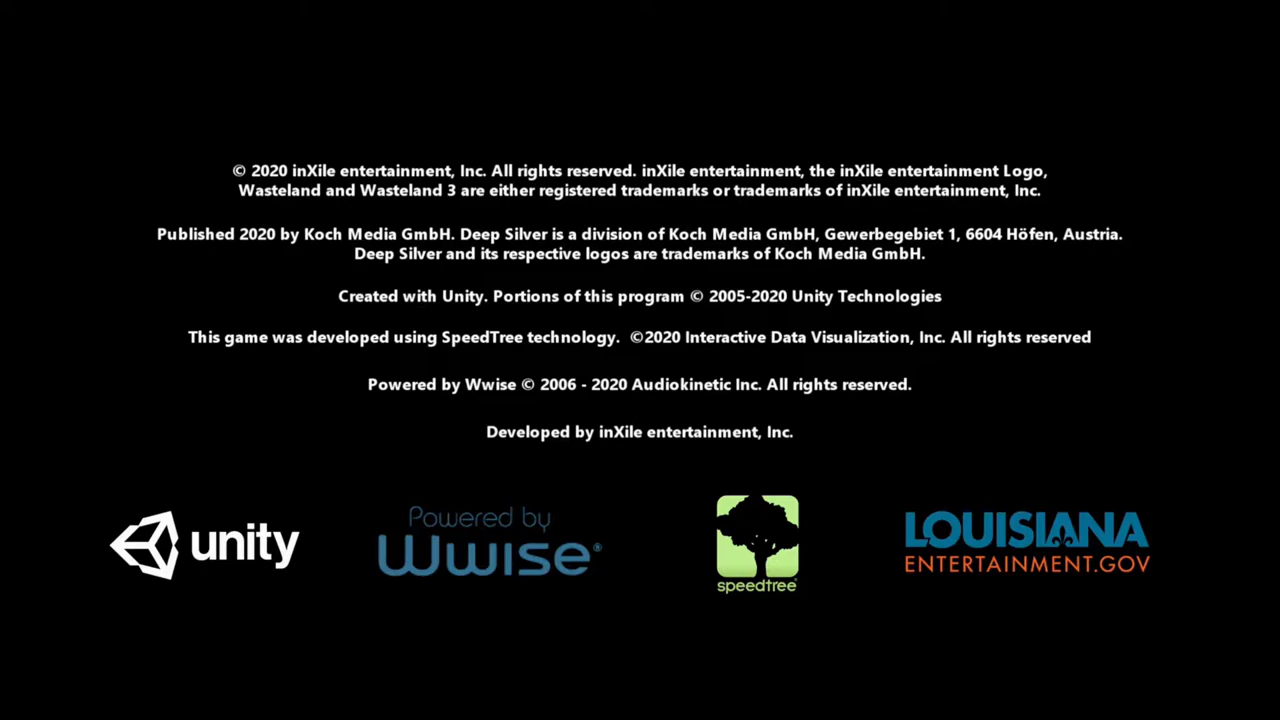 © 2020 inXile entertainment, Inc. All rights reserved. inXile entertainment, the inXile entertainment Logo,
Wasteland and Wasteland 3 are either registered trademarks or trademarks of inXile entertainment, Inc.
Published 2020 by Koch Media GmbH. Deep Silver is a division of Koch Media GmbH, Gewerbegebiet 1, 6604 Höfen, Austria.
Deep Silver and its respective logos are trademarks of Koch Media GmbH.
Created with Unity. Portions of this program © 2005-2020 Unity Technologies
This game was developed using SpeedTree technology.  ©2020 Interactive Data Visualization, Inc. All rights reserved
Powered by Wwise © 2006 - 2020 Audiokinetic Inc. All rights reserved.
Developed by inXile entertainment, Inc.
unity
Powered by
Wwise®
speedtree
LOUISIANA
ENTERTAINMENT.GOV